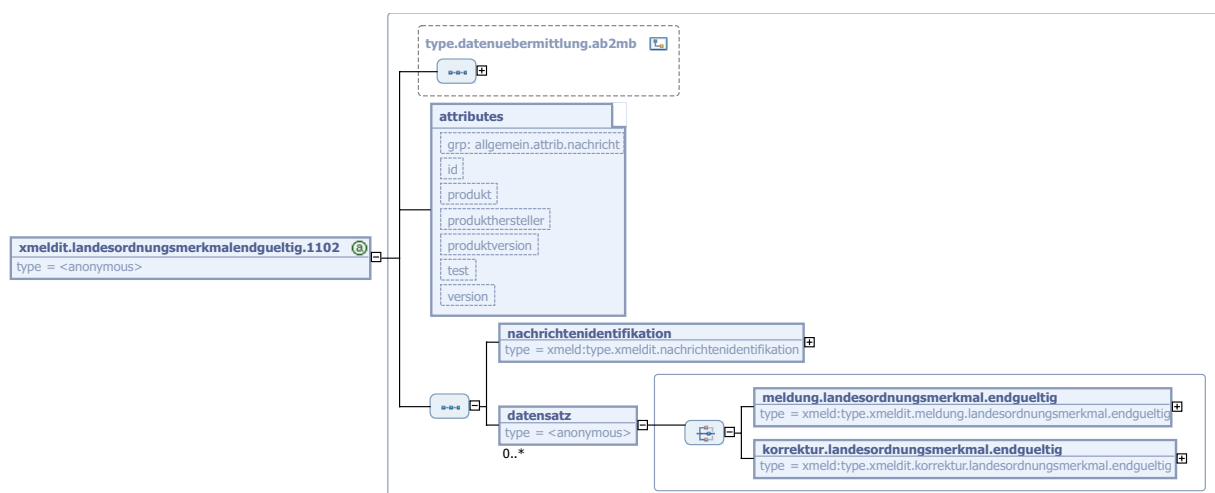 type.datenuebermittlung.ab2mb
attributes
grp: allgemein.attrib.nachricht
id
produkt
produkthersteller
produktversion
test
version
xmeldit.landesordnungsmerkmalendgueltig.1102 a
type = <anonymous>
nachrichtenidentifikation
type = xmeld:type.xmeldit.nachrichtenidentifikation
datensatz
type = <anonymous>
0..*
meldung.landesordnungsmerkmal.endgueltig
type = xmeld:type.xmeldit.meldung.landesordnungsmerkmal.endgueltig
korrektur.landesordnungsmerkmal.endgueltig
type = xmeld:type.xmeldit.korrektur.landesordnungsmerkmal.endgueltig